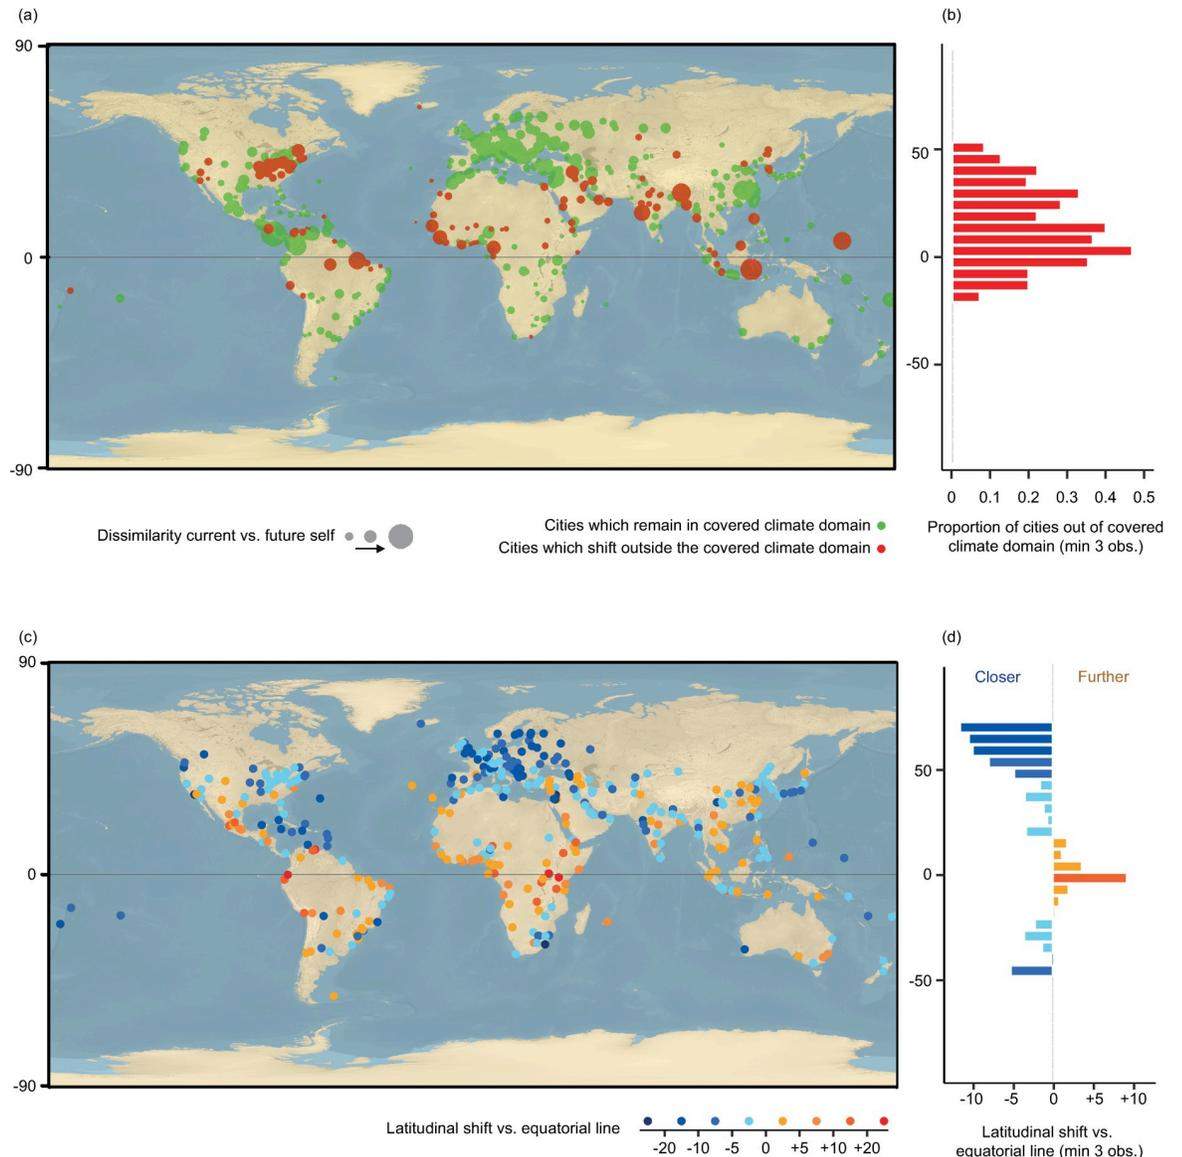 (a)
90
0
-90
Dissimilarity current vs. future self
Cities which remain in covered climate domain
Cities which shift outside the covered climate domain
(b)
50
0
-50
0 0.1 0.2 0.3 0.4 0.5
Proportion of cities out of covered
climate domain (min 3 obs.)
(c)
90
0
-90
Latitudinal shift vs. equatorial line
-20 -10 -5 0 +5 +10 +20
(d)
Closer Further
50
0
-50
-10 -5 0 +5 +10
Latitudinal shift vs.
equatorial line (min 3 obs.)